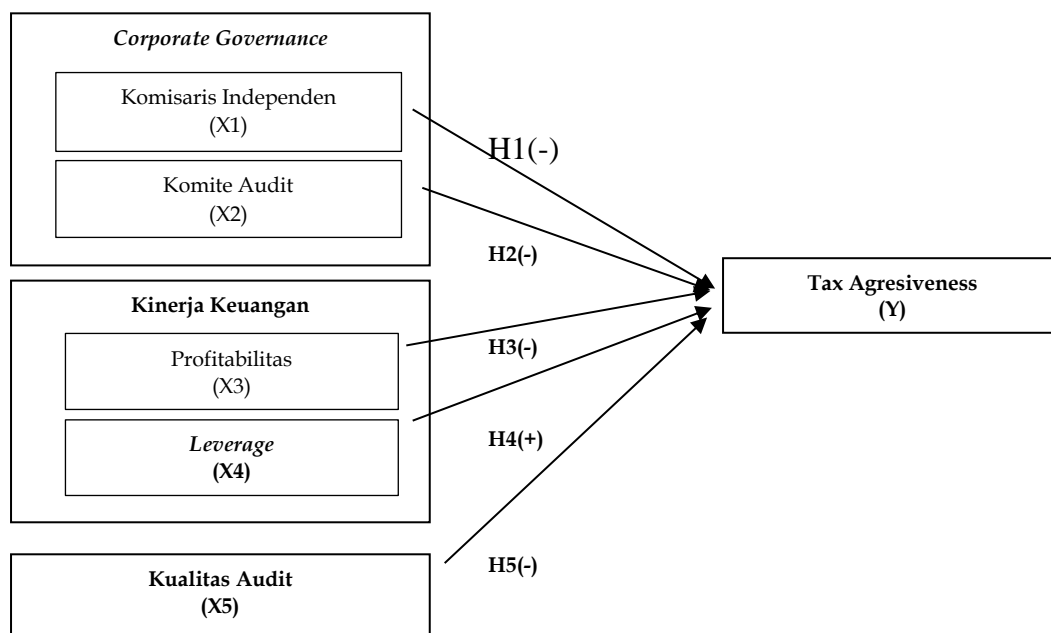 Corporate Governance
Komisaris Independen
(X1)
Komite Audit
(X2)
H1(-)
H2(-)
Kinerja Keuangan
Profitabilitas
(X3)
Leverage
(X4)
H3(-)
H4(+)
Tax Agresiveness
(Y)
Kualitas Audit
(X5)
H5(-)